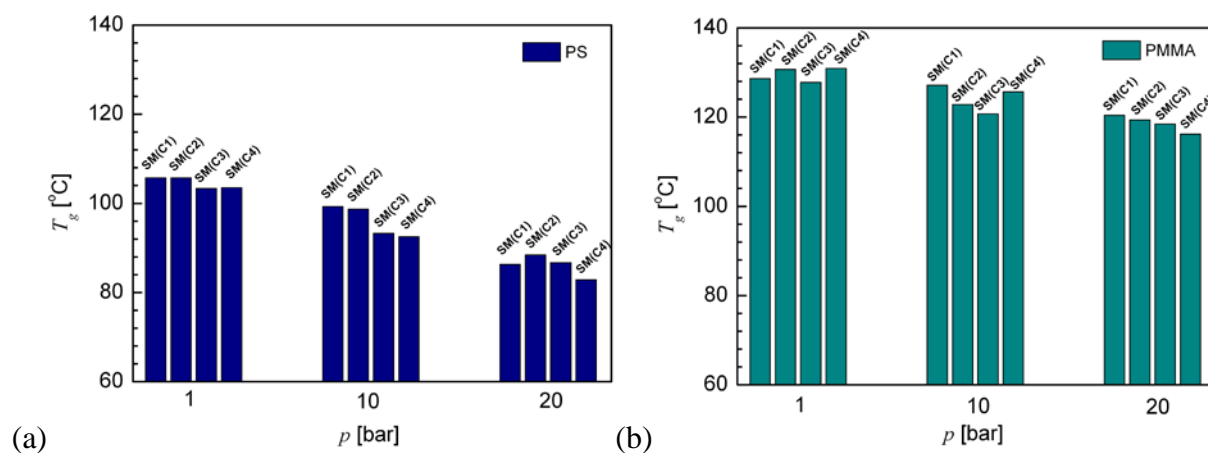 140
120
100
80
60
T_g [°C]
PS
SM(C1)
SM(C2)
SM(C3)
SM(C4)
SM(C1)
SM(C2)
SM(C3)
SM(C4)
SM(C1)
SM(C2)
SM(C3)
SM(C4)
1
10
20
p [bar]
(a)
140
120
100
80
60
T_g [°C]
PMMA
SM(C1)
SM(C2)
SM(C3)
SM(C4)
SM(C1)
SM(C2)
SM(C3)
SM(C4)
SM(C1)
SM(C2)
SM(C3)
SM(C4)
1
10
20
p [bar]
(b)